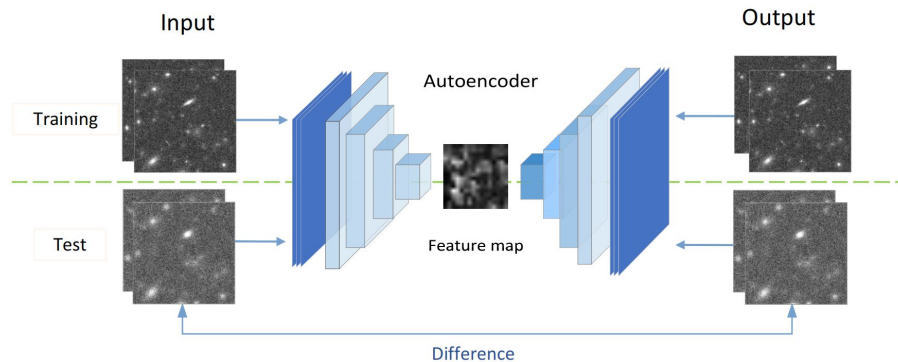 Input
Output
Autoencoder
Training
Test
Feature map
Difference